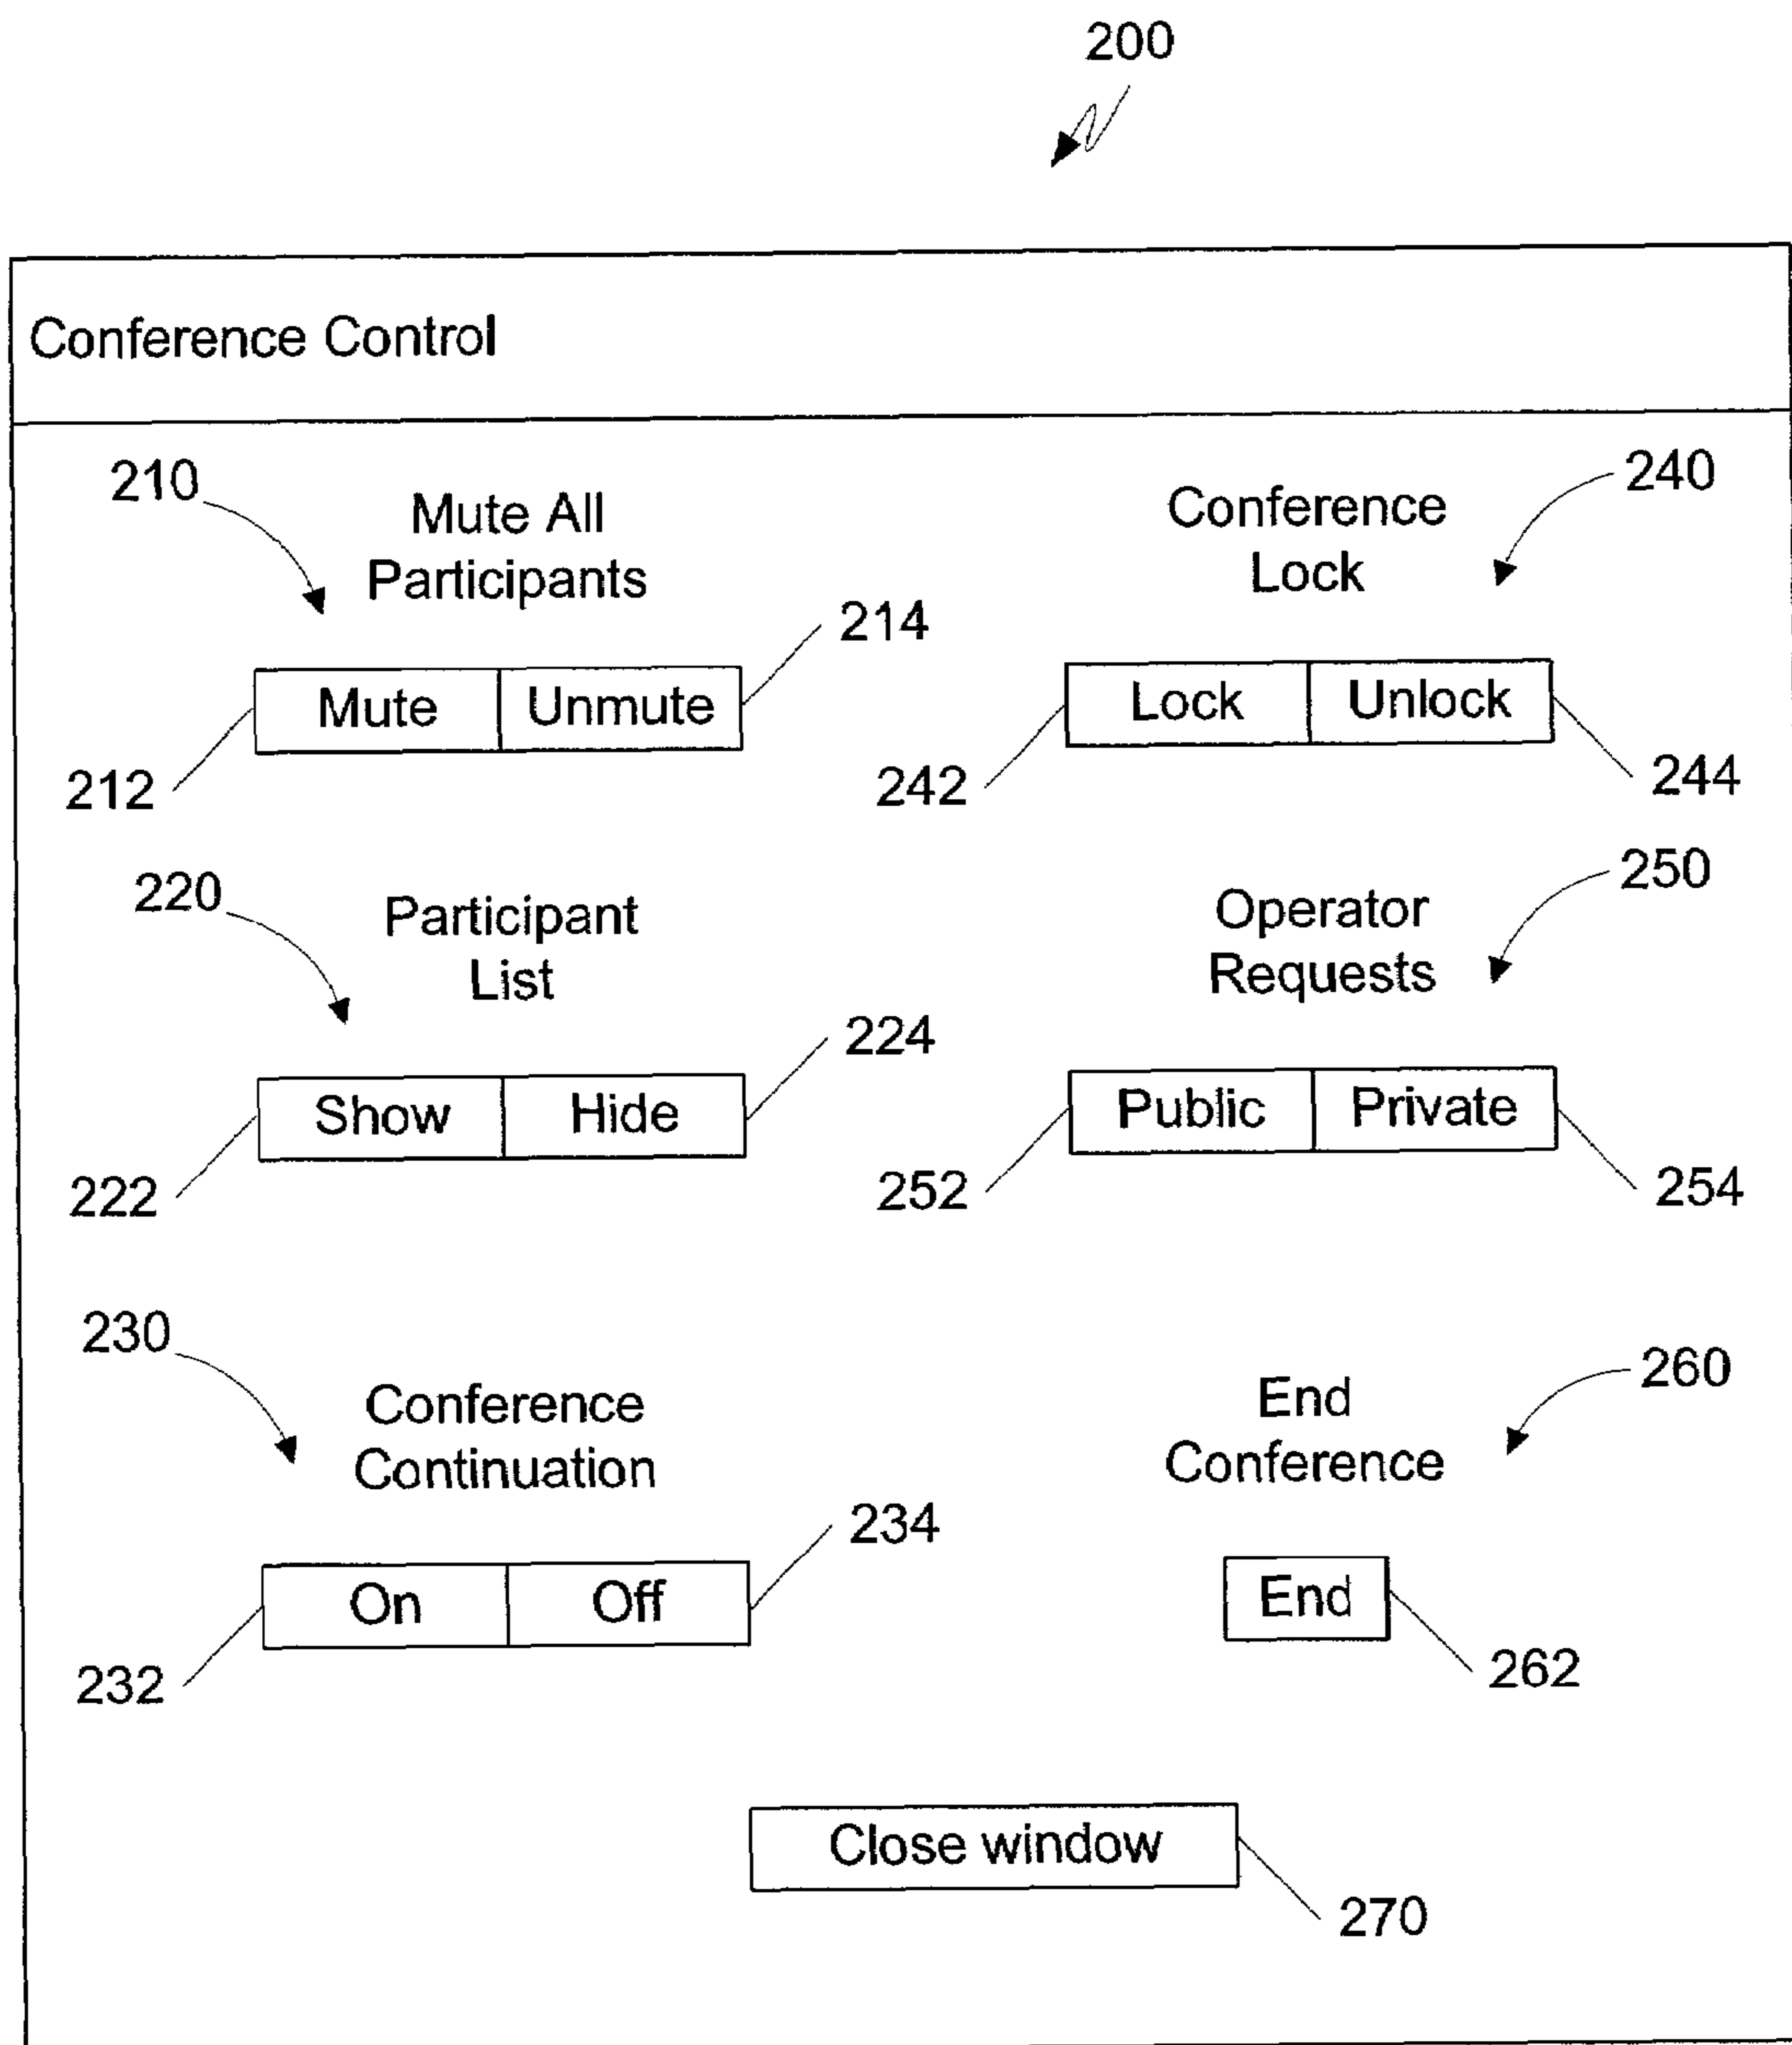 200
Conference Control
210
Mute All
Participants
214
Mute
Unmute
212
240
Conference
Lock
Lock
Unlock
242
244
220
Participant
List
224
Show
Hide
222
250
Operator
Requests
Public
Private
252
254
230
Conference
Continuation
234
On
Off
232
260
End
Conference
End
262
Close window
270